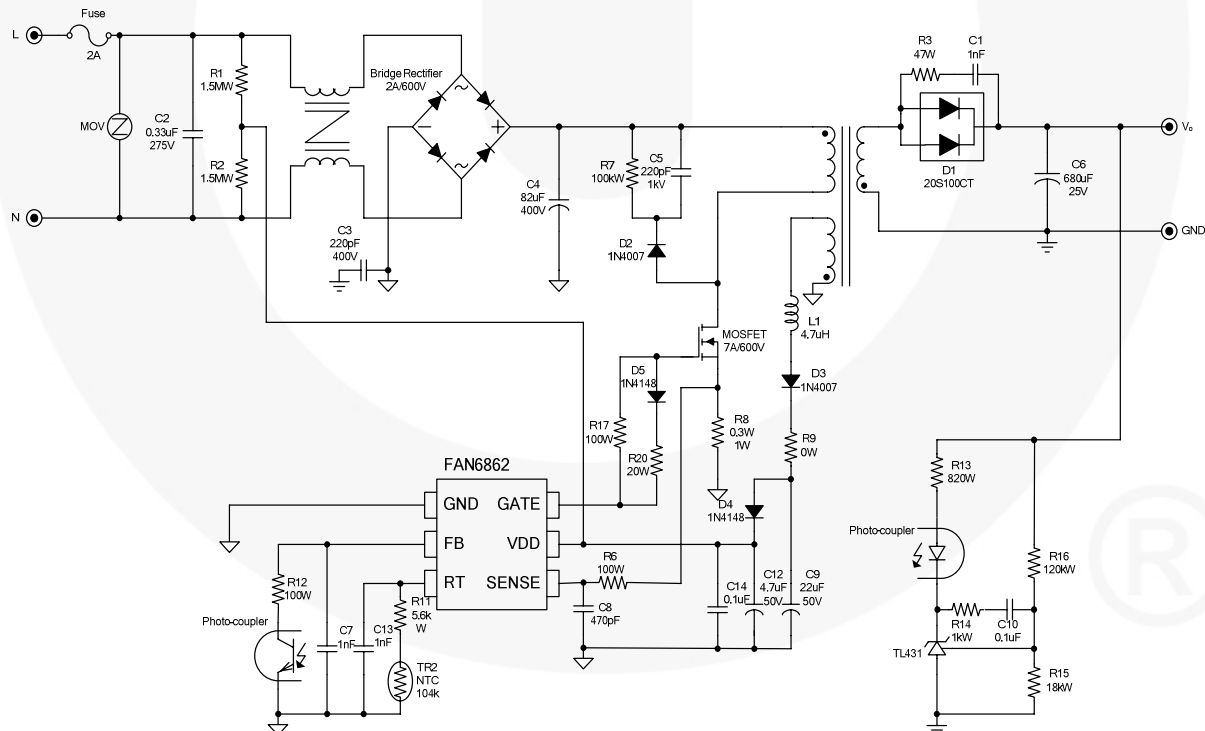 Fuse
L
2A
R1
1.5MW
MOV
C2
0.33uF
275V
R2
1.5MW
N
Bridge Rectifier
2A/600V
C3
220pF
400V
C4
82uF
400V
R7
100kW
C5
220pF
1kV
D2
1N4007
R3
47W
C1
1nF
D1
20S100CT
C6
680uF
25V
Vo
GND
L1
4.7uH
MOSFET
7A/600V
D3
1N4007
D5
1N4148
R17
100W
R20
20W
R8
0.3W
1W
R9
0W
D4
1N4148
FAN6862
GND
GATE
FB
VDD
RT
SENSE
R6
100W
C8
470pF
C14
0.1uF
C12
4.7uF
50V
C9
22uF
50V
R12
100W
Photo-coupler
C7
1nF
C13
1nF
R11
5.6k
W
TR2
NTC
104k
R13
820W
Photo-coupler
R16
120kW
R14
1kW
C10
0.1uF
TL431
R15
18kW
®